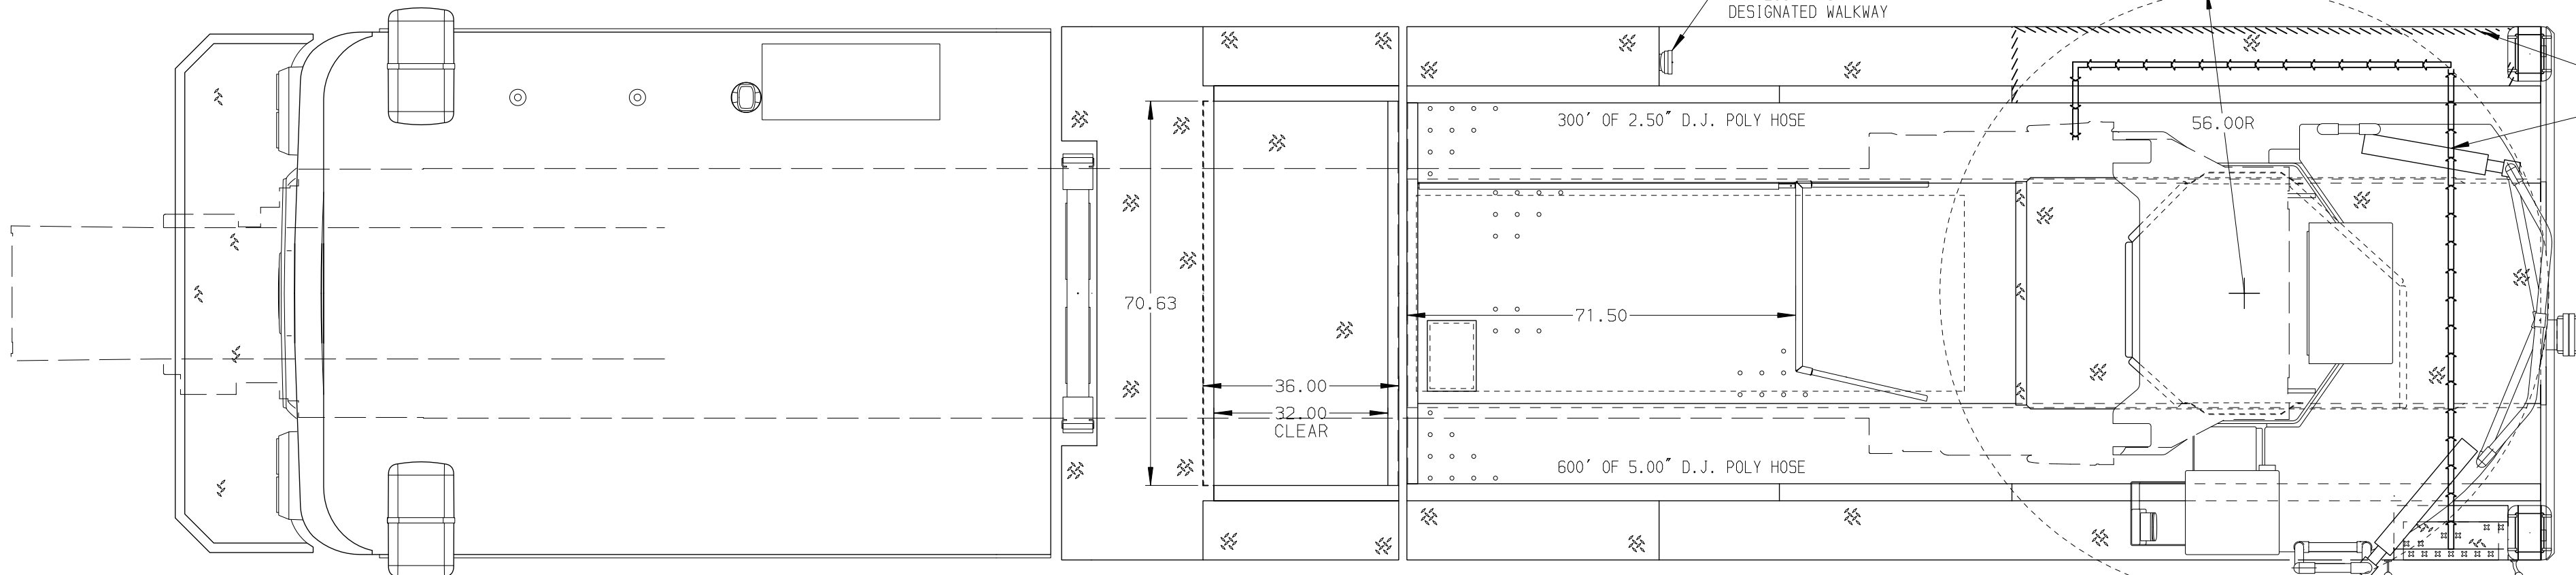 DESIGNATED WALKWAY
300' OF 2.50" D.J. POLY HOSE
56.00R
70.63
71.50
36.00
32.00
CLEAR
600' OF 5.00" D.J. POLY HOSE